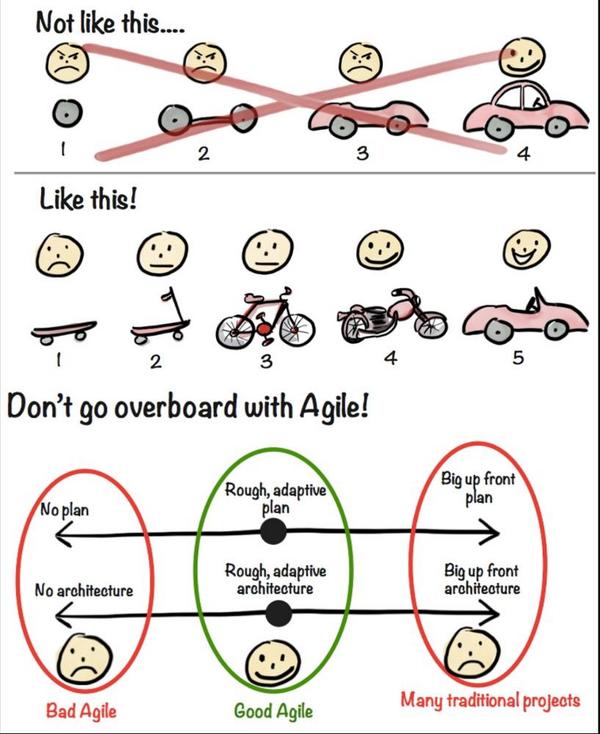 Not like this....
1 2 3 4
Like this!
1 2 3 4 5
Don't go overboard with Agile!
No plan
Rough, adaptive
plan
Big up front
plan
No architecture
Rough, adaptive
architecture
Big up front
architecture
Bad Agile
Good Agile
Many traditional projects